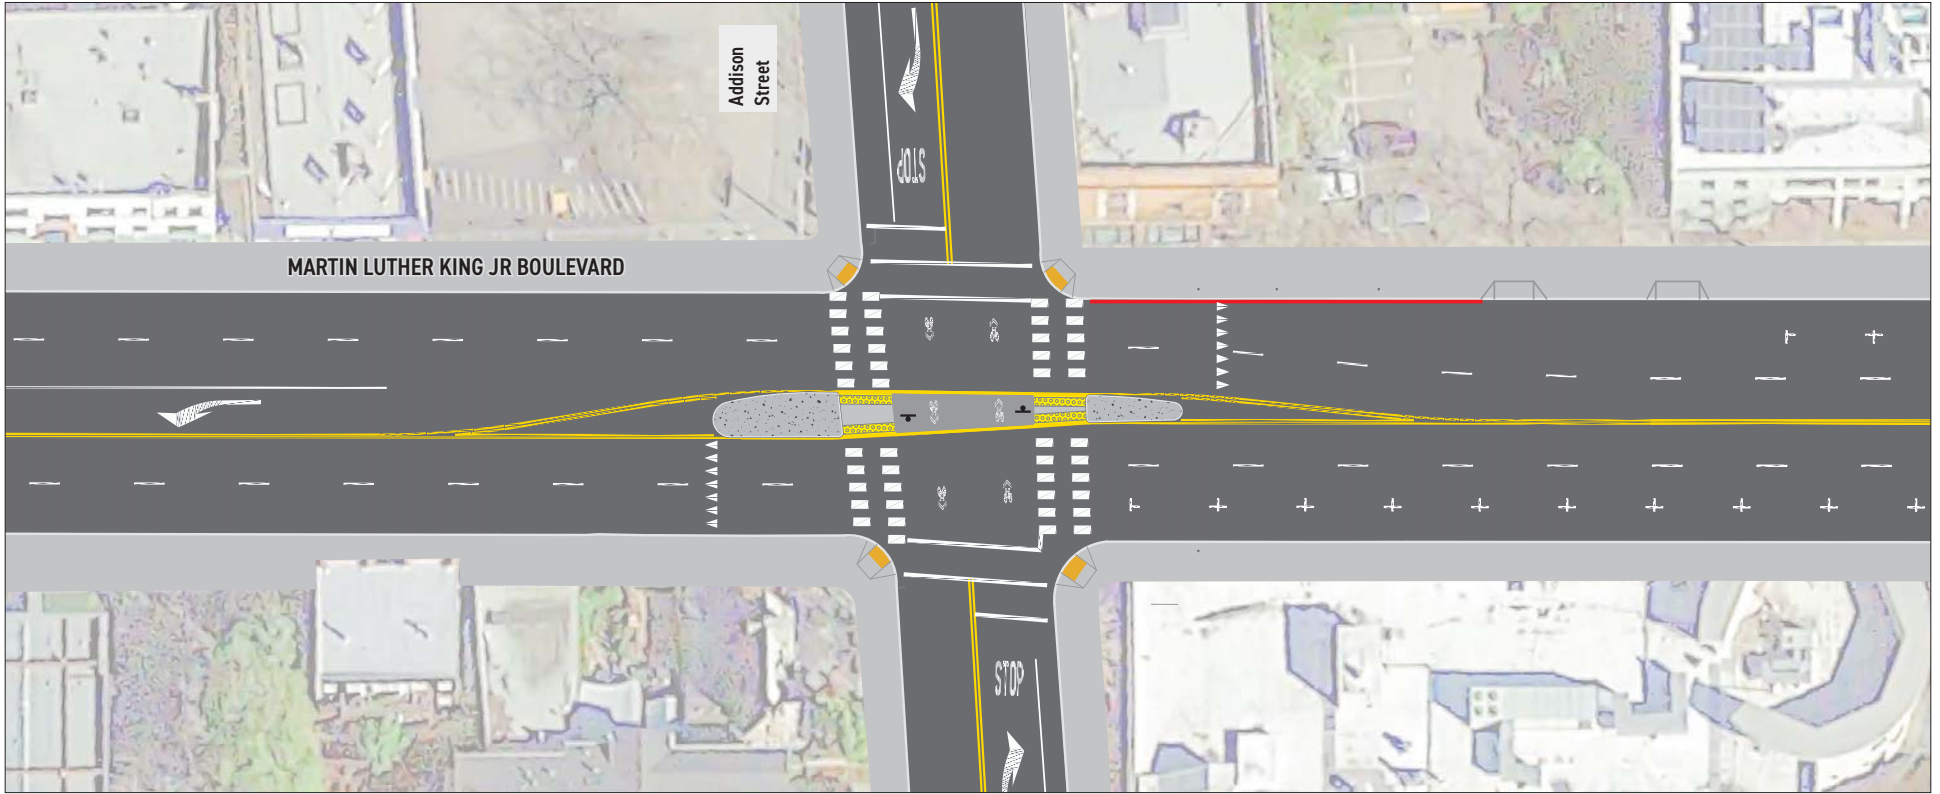 Addison
Street
STOP
MARTIN LUTHER KING JR BOULEVARD
STOP